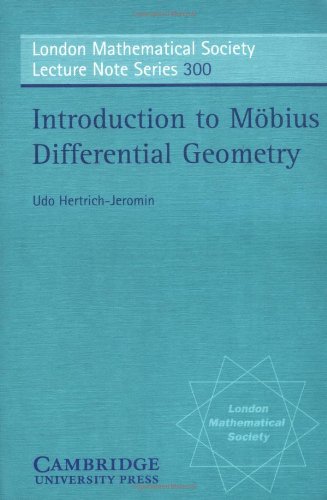 London Mathematical Society
Lecture Note Series 300
Introduction to Möbius
Differential Geometry
Udo Hertrich-Jeromin
London
Mathematical
Society
CAMBRIDGE
UNIVERSITY PRESS